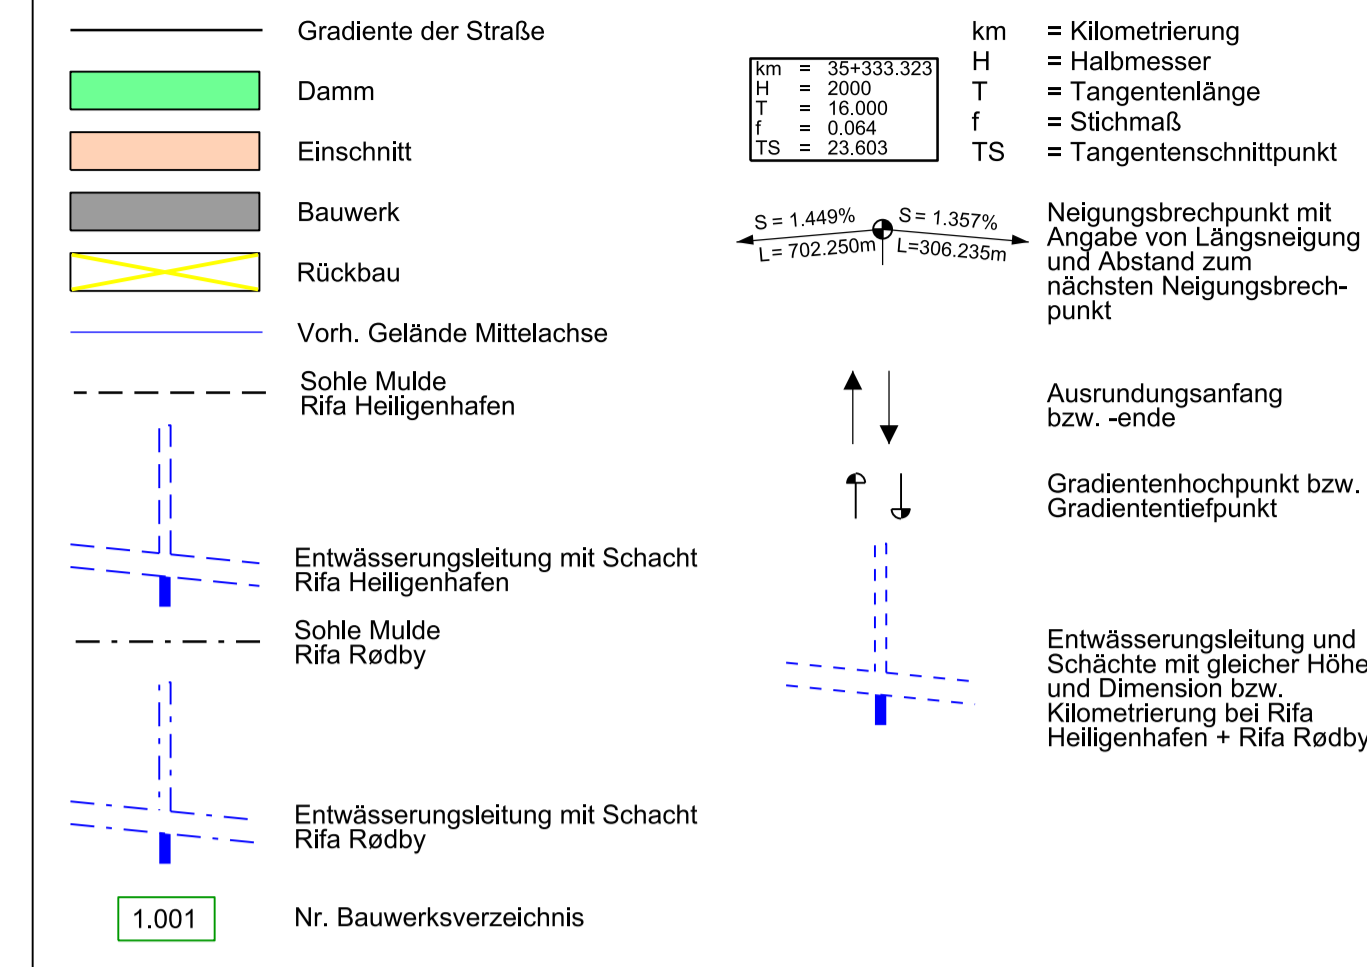 Gradiente der Straße
Damm
Einschnitt
Bauwerk
Rückbau
Vorh. Gelände Mittelachse
Sohle Mulde
Rifa Heiligenhafen
Entwässerungsleitung mit Schacht
Rifa Heiligenhafen
Sohle Mulde
Rifa Rødby
Entwässerungsleitung mit Schacht
Rifa Rødby
1.001 Nr. Bauwerksverzeichnis
km = 35+333.323
H = 2000
T = 16.000
f = 0.064
TS = 23.603
km = Kilometrierung
H = Halbmesser
T = Tangentenlänge
f = Stichmaß
TS = Tangentenschnittpunkt
S = 1.449% S = 1.357%
L = 702.250m L=306.235m
Neigungsbrechpunkt mit
Angabe von Längsneigung
und Abstand zum
nächsten Neigungsbrech-
punkt
Ausrundungsanfang
bzw. -ende
Gradientenhochpunkt bzw.
Gradiententiefpunkt
Entwässerungsleitung und
Schächte mit gleicher Höhe
und Dimension bzw.
Kilometrierung bei Rifa
Heiligenhafen + Rifa Rødby